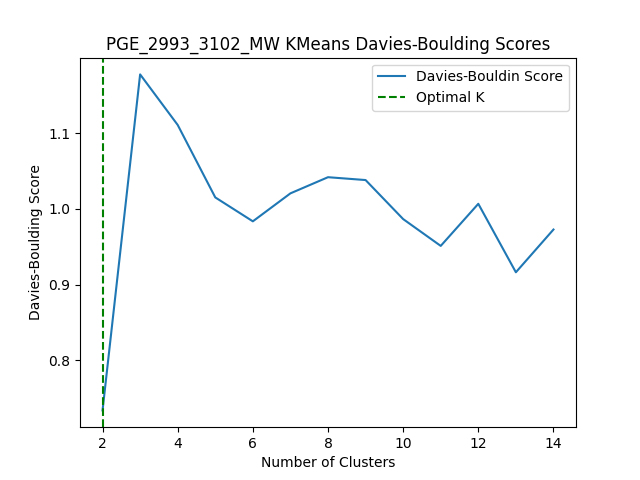 PGE_2993_3102_MW KMeans Davies-Boulding Scores
Davies-Bouldin Score
Optimal K
Davies-Boulding Score
1.1
1.0
0.9
0.8
2 4 6 8 10 12 14
Number of Clusters